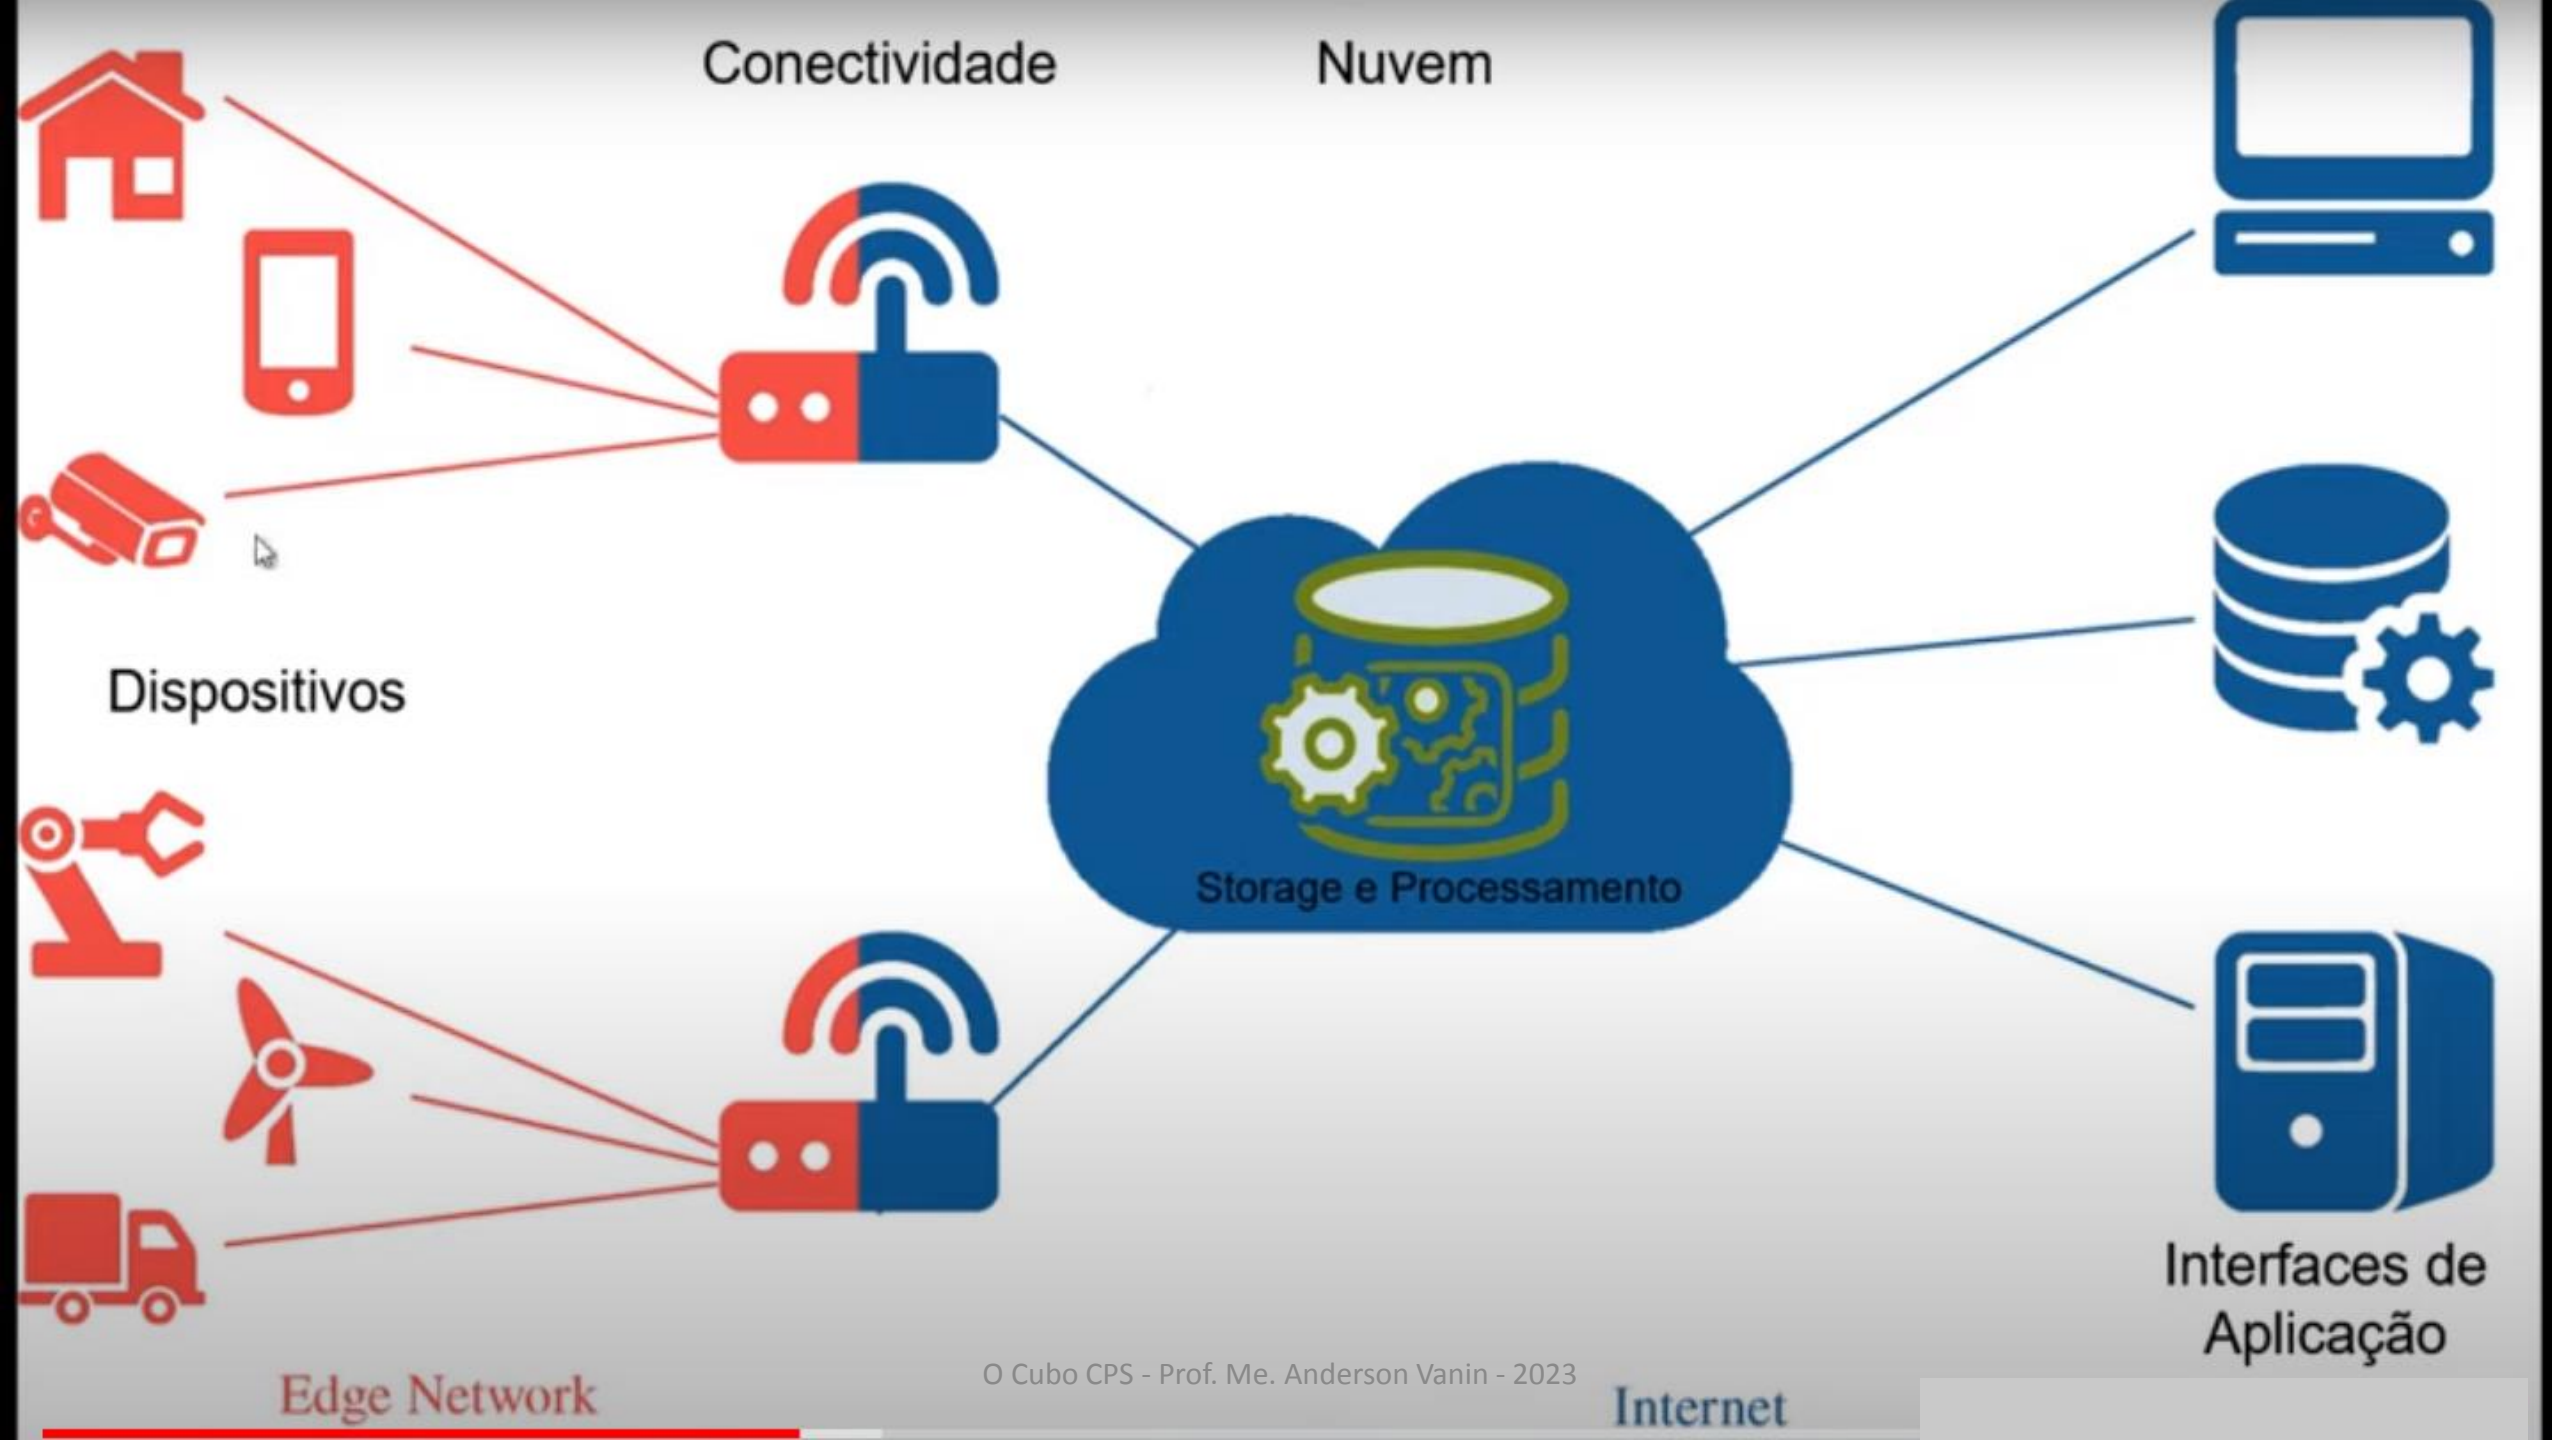 Conectividade
Nuvem
Dispositivos
Storage e Processamento
Interfaces de
Aplicação
O Cubo CPS - Prof. Me. Anderson Vanin - 2023
Edge Network
Internet